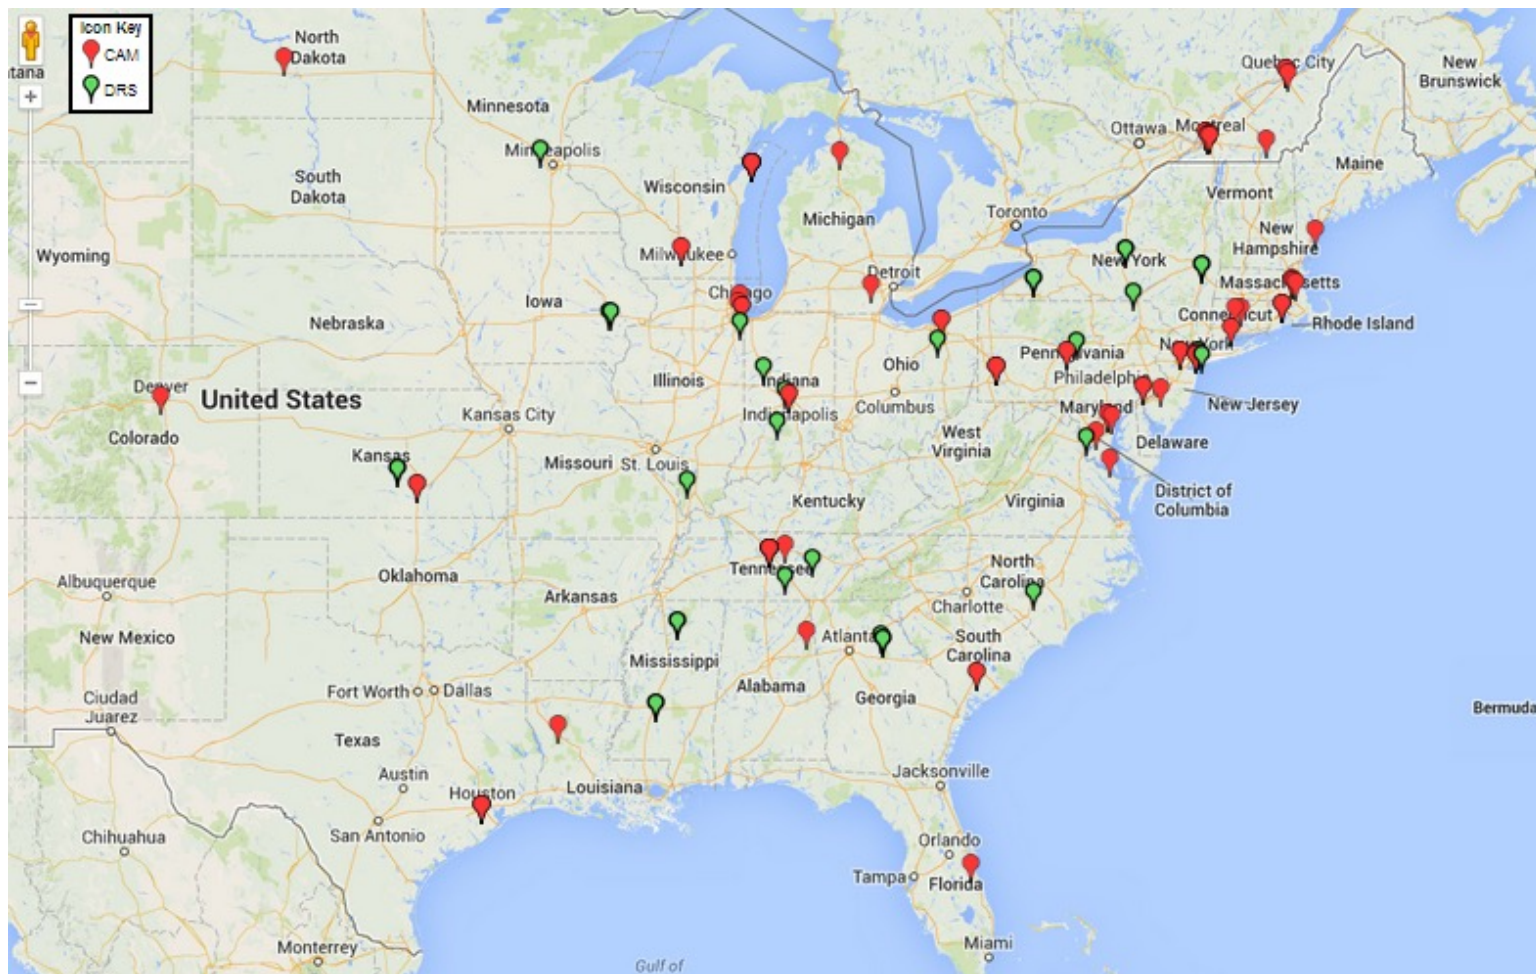 Icon Key
CAM
DRS
+
−
tana
North
Dakota
Minnesota
Minneapolis
South
Dakota
Wisconsin
Michigan
Ottawa
Montreal
Quebec City
New
Brunswick
Maine
Vermont
New
Hampshire
Toronto
Wyoming
Milwaukee
Detroit
New York
Massachusetts
Iowa
Chicago
Connecticut
Rhode Island
Nebraska
Illinois
Indiana
Ohio
Pennsylvania
New York
Denver
United States
Kansas City
Indianapolis
Columbus
Philadelphia
New Jersey
Maryland
Colorado
Kansas
Missouri
St. Louis
West
Virginia
Delaware
Kentucky
Virginia
District of
Columbia
Albuquerque
Oklahoma
Arkansas
Tennessee
North
Carolina
Charlotte
New Mexico
Mississippi
Atlanta
South
Carolina
Ciudad
Juarez
Fort Worth
Dallas
Alabama
Georgia
Bermuda
Texas
Austin
Houston
Louisiana
Jacksonville
Chihuahua
San Antonio
Orlando
Tampa
Florida
Monterrey
Gulf of
Miami